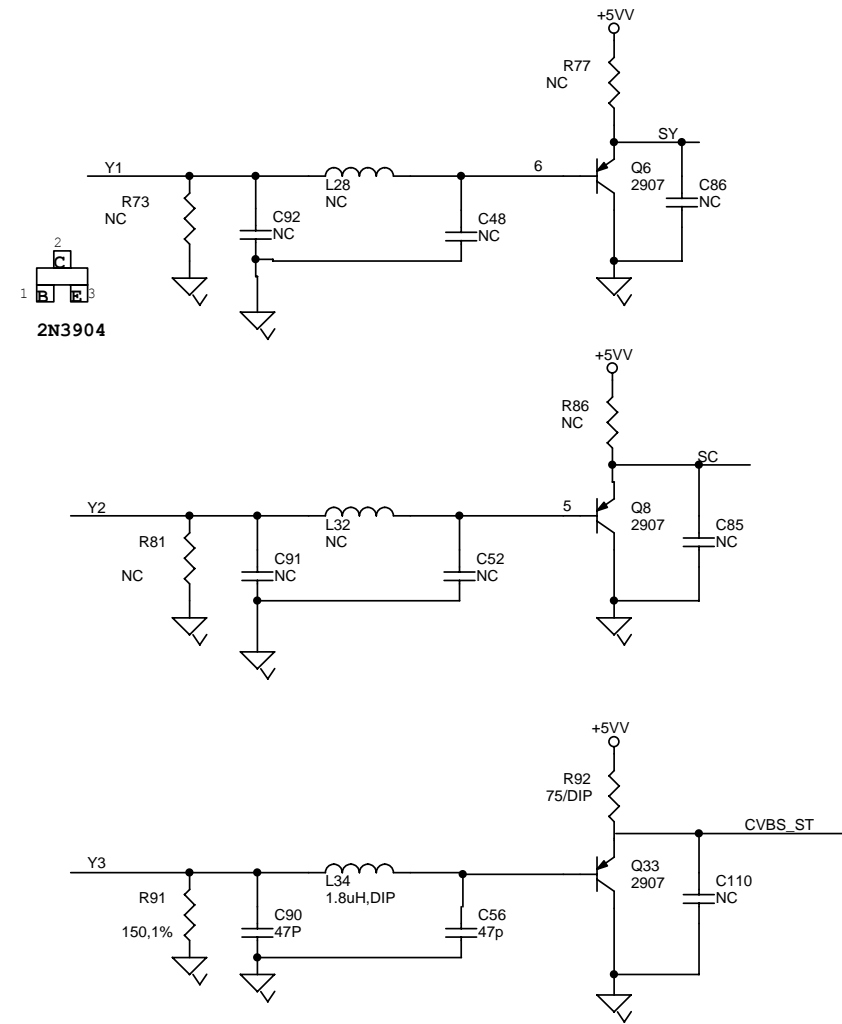 +5VV
R77
NC
SY
Y1
6
Q6
2907
C86
NC
R73
NC
L28
NC
C92
NC
C48
NC
2
C
1
B
E
3
2N3904
+5VV
R86
NC
SC
Y2
5
Q8
2907
C85
NC
R81
NC
L32
NC
C91
NC
C52
NC
+5VV
R92
75/DIP
CVBS_ST
Y3
Q33
2907
C110
NC
R91
150,1%
L34
1.8uH,DIP
C90
47P
C56
47p